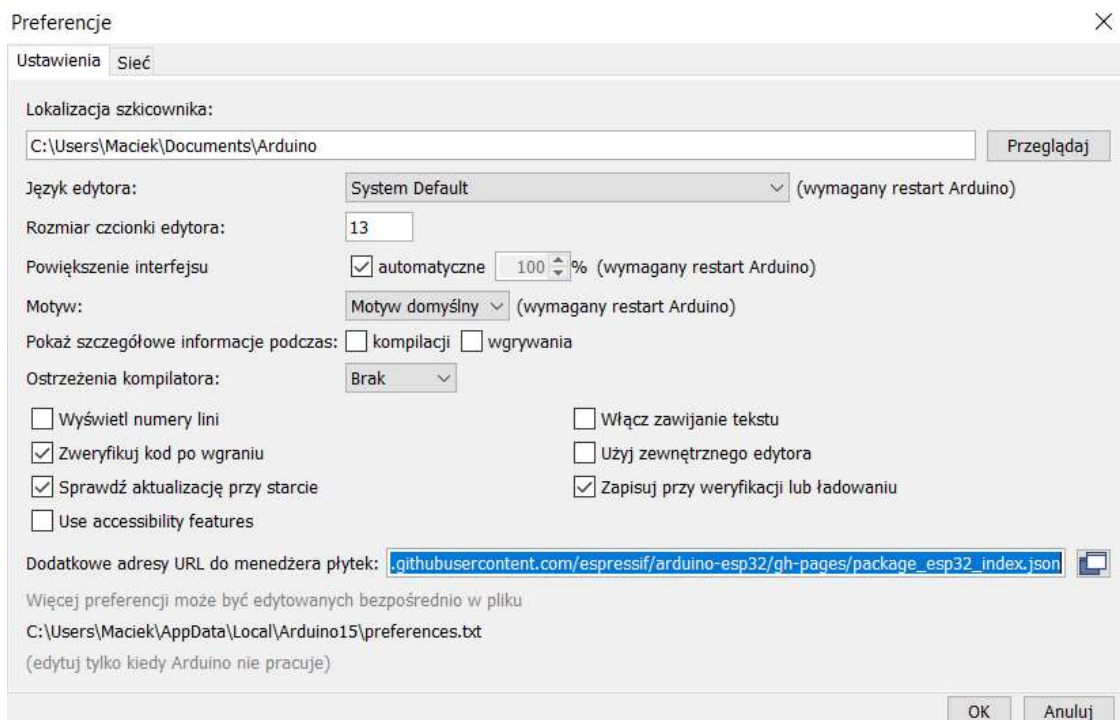 Preferencje
Ustawienia Sieć
Lokalizacja szkicownika:
C:\Users\Maciek\Documents\Arduino Przeglądaj
Język edytora: System Default (wymagany restart Arduino)
Rozmiar czcionki edytora: 13
Powiększenie interfejsu automatyczne 100 % (wymagany restart Arduino)
Motyw: Motyw domyślny (wymagany restart Arduino)
Pokaż szczegółowe informacje podczas: kompilacji wgrywania
Ostrzeżenia kompilatora: Brak
Wyświetl numery lini Włącz zawijanie tekstu
Zweryfikuj kod po wgraniu Użyj zewnętrznego edytora
Sprawdź aktualizację przy starcie Zapisuj przy weryfikacji lub ładowaniu
Use accessibility features
Dodatkowe adresy URL do menedżera płytek: .githubusercontent.com/espressif/arduino-esp32/gh-pages/package_esp32_index.json
Więcej preferencji może być edytowanych bezpośrednio w pliku
C:\Users\Maciek\AppData\Local\Arduino15\preferences.txt
(edytuj tylko kiedy Arduino nie pracuje)
OK Anuluj